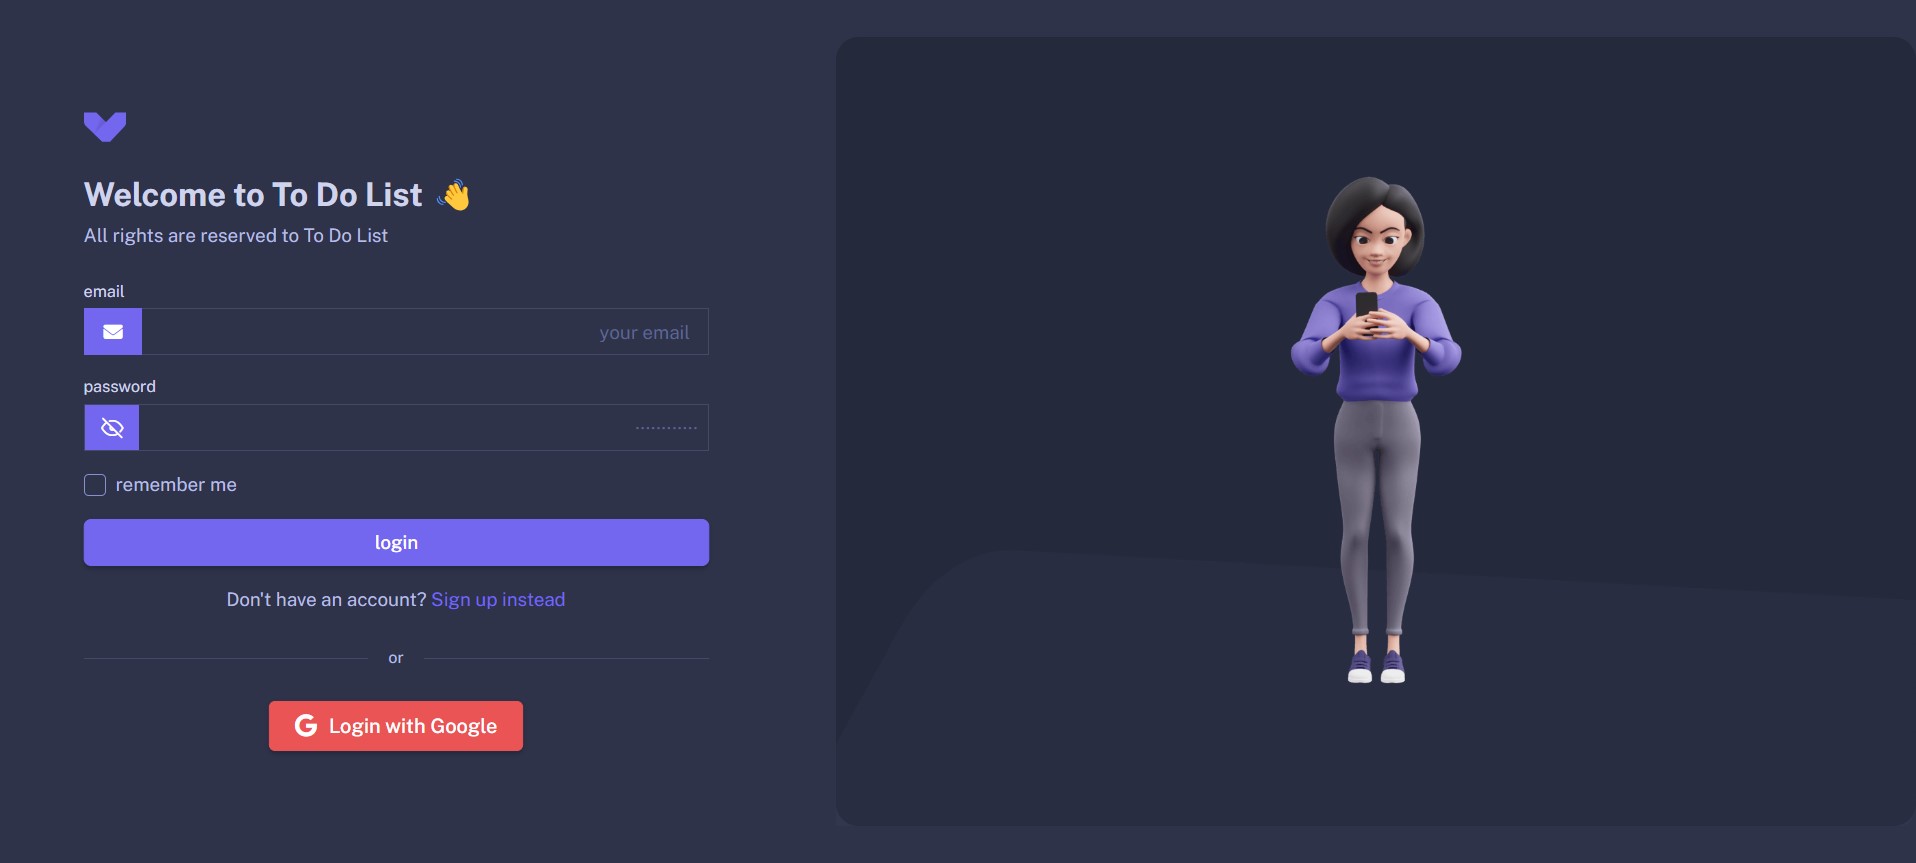 Welcome to To Do List 👋
All rights are reserved to To Do List
email
your email
password
············
remember me
login
Don't have an account? Sign up instead
or
Login with Google